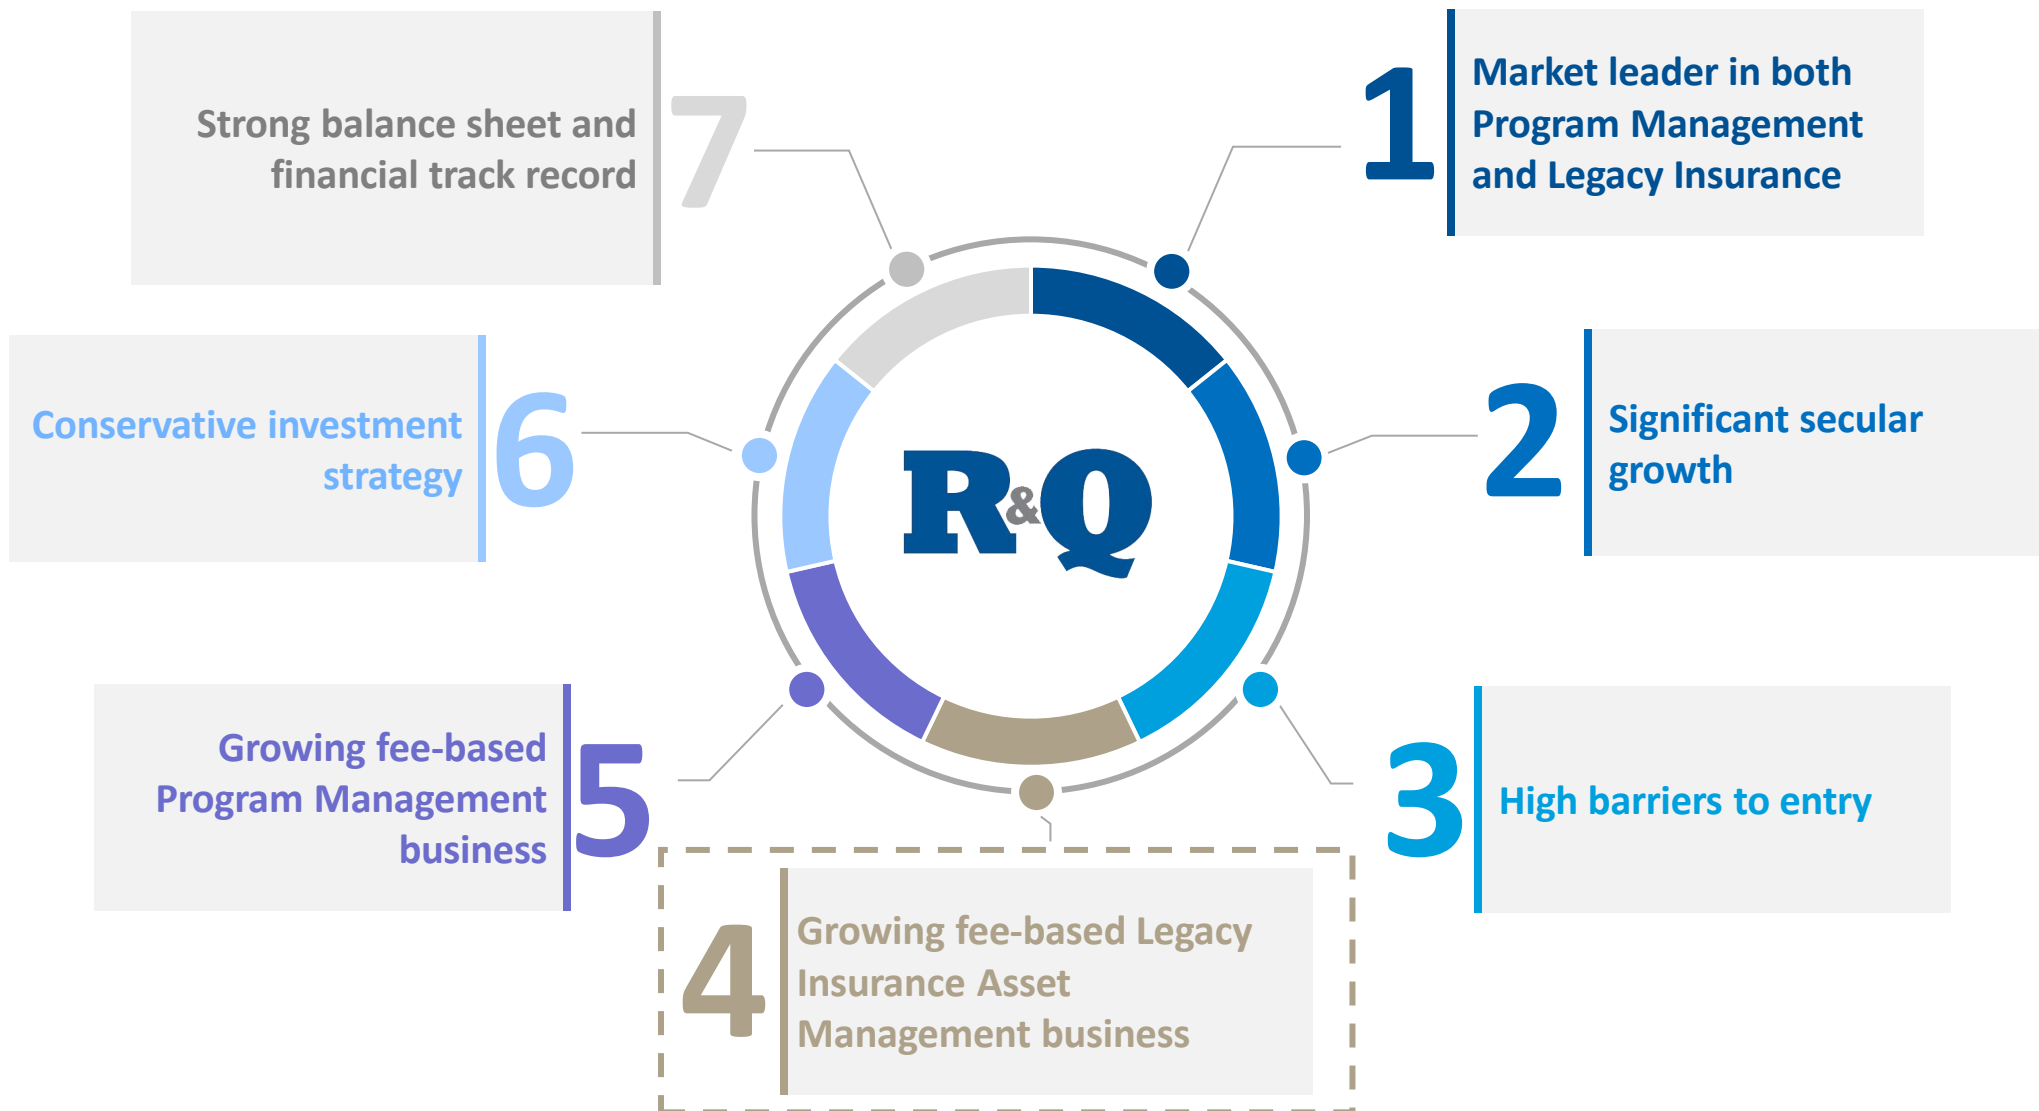 1
Market leader in both
Program Management
and Legacy Insurance
2
Significant secular
growth
3
High barriers to entry
4
Growing fee-based Legacy
Insurance Asset
Management business
5
Growing fee-based
Program Management
business
6
Conservative investment
strategy
7
Strong balance sheet and
financial track record
R&Q